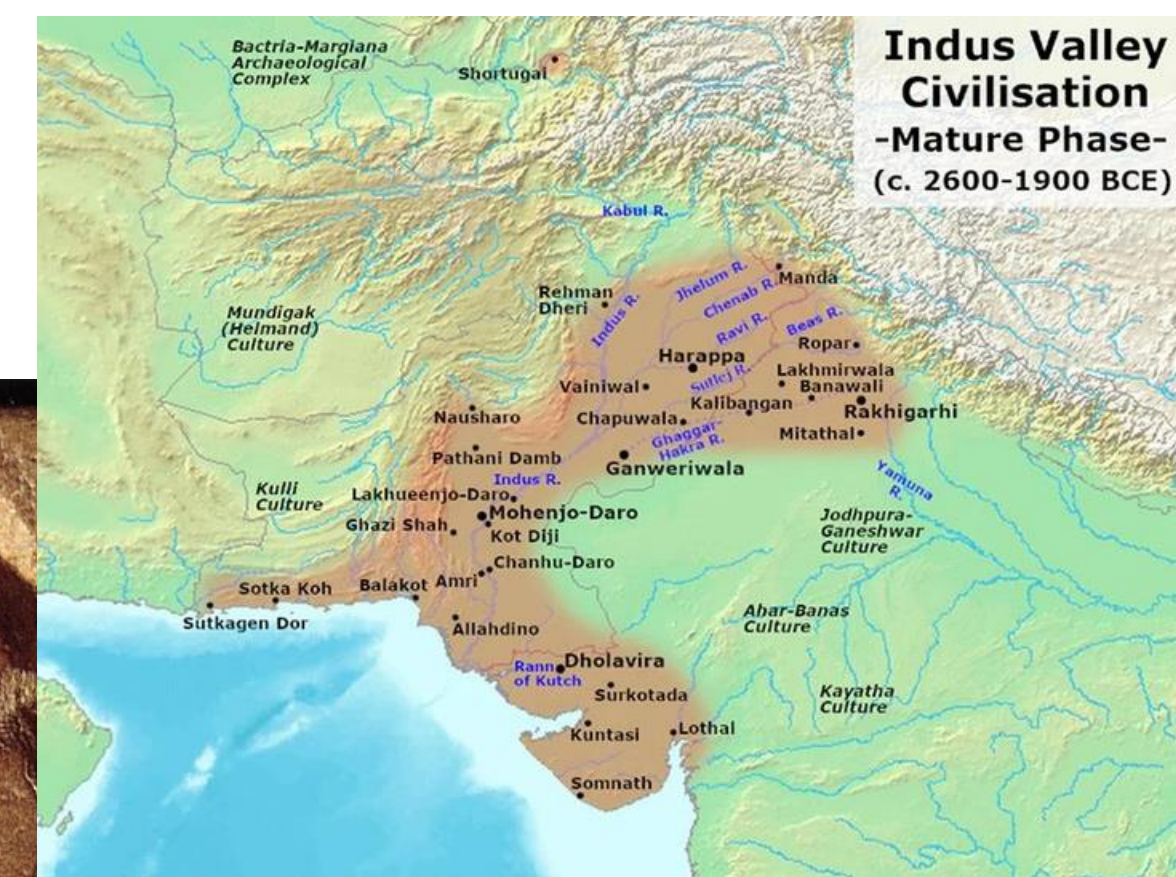 Indus Valley
Civilisation
-Mature Phase-
(c. 2600-1900 BCE)
Bactria-Margiana
Archaeological
Complex
Shortugai
Kabul R.
Manda
Jhelum R.
Rehman
Dheri
Chenab R.
Indus R.
Mundigak
(Helmand)
Culture
Ravi R.
Beas R.
Ropar
Harappa
Lakhmirwala
Sutlej R.
Vainiwal
Banawali
Kalibangan
Rakhigarhi
Nausharo
Chapuwala
Mitathal
Ghaggar-
Hakra R.
Pathani Damb
Ganweriwala
Indus R.
Yamuna
R.
Kulli
Culture
Lakhueenjo-Daro
Mohenjo-Daro
Ghazi Shah
Kot Diji
Jodhpura-
Ganeshwar
Culture
Chanhu-Daro
Amri
Balakot
Sotka Koh
Sutkagen Dor
Allahdino
Ahar-Banas
Culture
Dholavira
Rann
of Kutch
Surkotada
Kayatha
Culture
Kuntasi
Lothal
Somnath